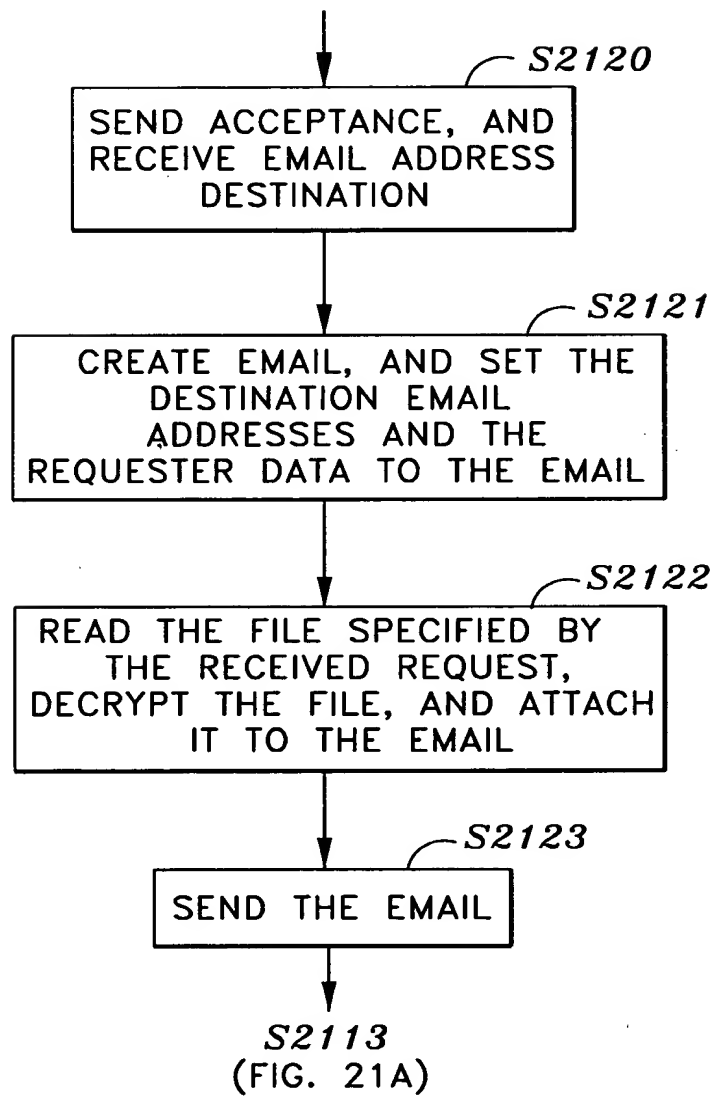 S2120
SEND ACCEPTANCE, AND
RECEIVE EMAIL ADDRESS
DESTINATION
S2121
CREATE EMAIL, AND SET THE
DESTINATION EMAIL
ADDRESSES AND THE
REQUESTER DATA TO THE EMAIL
S2122
READ THE FILE SPECIFIED BY
THE RECEIVED REQUEST,
DECRYPT THE FILE, AND ATTACH
IT TO THE EMAIL
S2123
SEND THE EMAIL
S2113
(FIG. 21A)